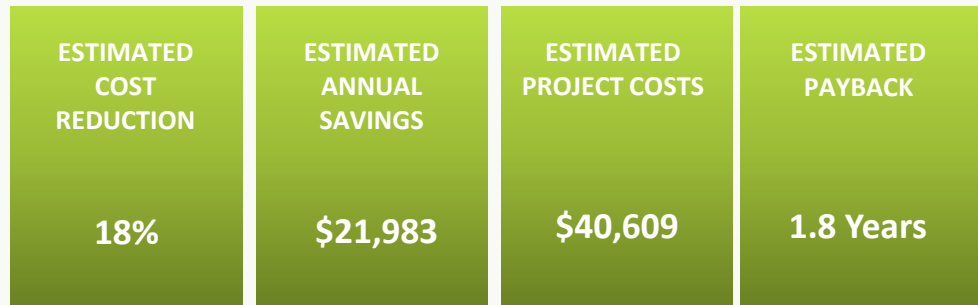 ESTIMATED
COST
REDUCTION
18%
ESTIMATED
ANNUAL
SAVINGS
$21,983
ESTIMATED
PROJECT COSTS
$40,609
ESTIMATED
PAYBACK
1.8 Years